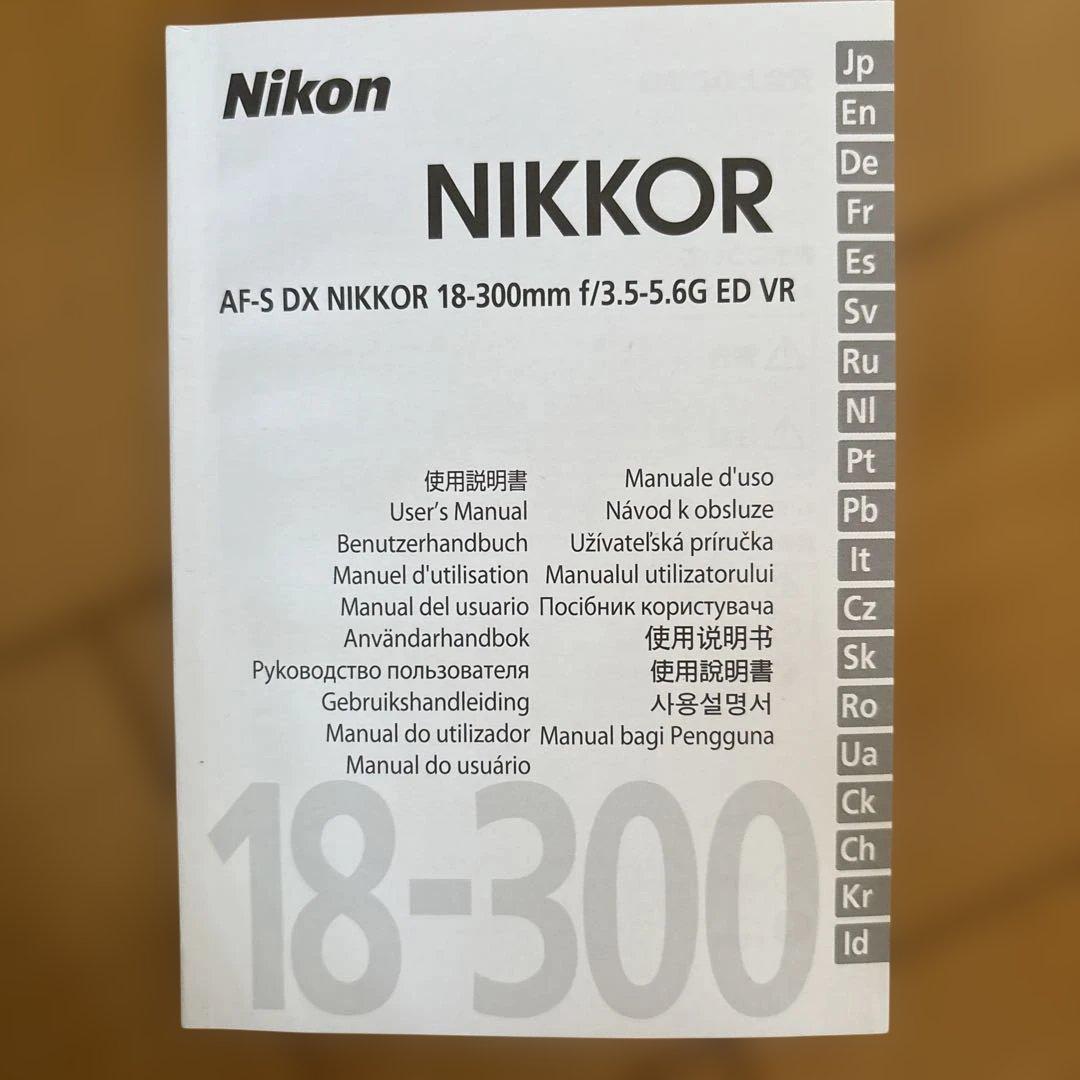 Nikon
NIKKOR
AF-S DX NIKKOR 18-300mm f/3.5-5.6G ED VR
使用説明書
User's Manual
Benutzerhandbuch
Manuel d'utilisation
Manual del usuario
Användarhandbok
Руководство пользователя
Gebruikshandleiding
Manual do utilizador
Manual do usuário
Manuale d'uso
Návod k obsluze
Užívateľská príručka
Manualul utilizatorului
Посібник користувача
使用说明书
使用說明書
사용설명서
Manual bagi Pengguna
18-300
Jp
En
De
Fr
Es
Sv
Ru
Nl
Pt
Pb
It
Cz
Sk
Ro
Ua
Ck
Ch
Kr
Id